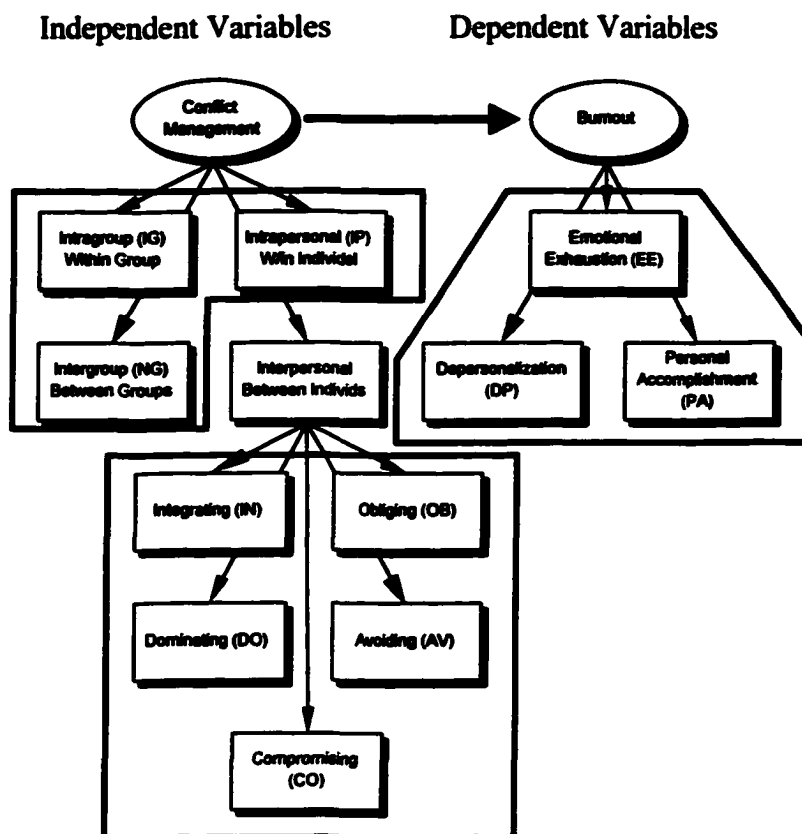 Independent Variables
Dependent Variables
Conflict
Management
Burnout
Intragroup (IG)
Within Group
Intrapersonal (IP)
W/in Individal
Emotional
Exhaustion (EE)
Intergroup (NG)
Between Groups
Interpersonal
Between Individs
Depersonalization
(DP)
Personal
Accomplishment
(PA)
Integrating (IN)
Obliging (OB)
Dominating (DO)
Avoiding (AV)
Compromising
(CO)